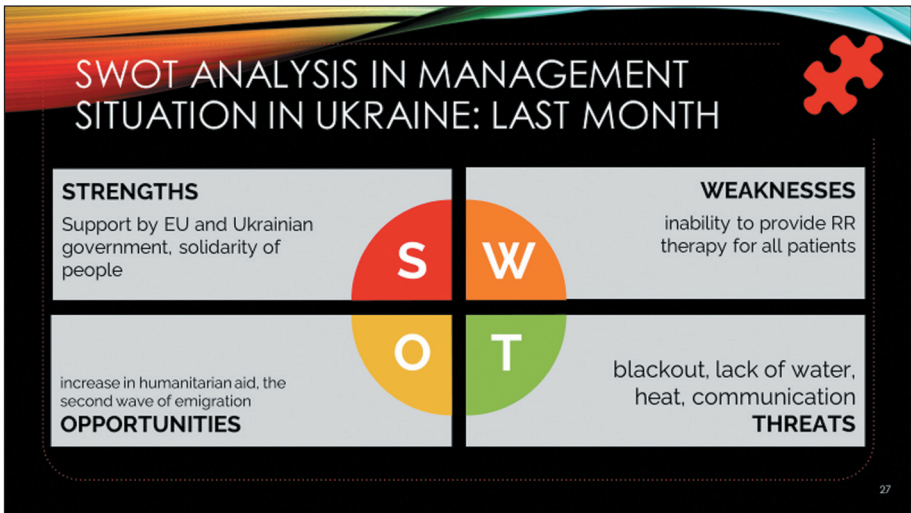 SWOT ANALYSIS IN MANAGEMENT
SITUATION IN UKRAINE: LAST MONTH
STRENGTHS
Support by EU and Ukrainian
government, solidarity of
people
WEAKNESSES
inability to provide RR
therapy for all patients
S
W
O
T
increase in humanitarian aid, the
second wave of emigration
OPPORTUNITIES
blackout, lack of water,
heat, communication
THREATS
27